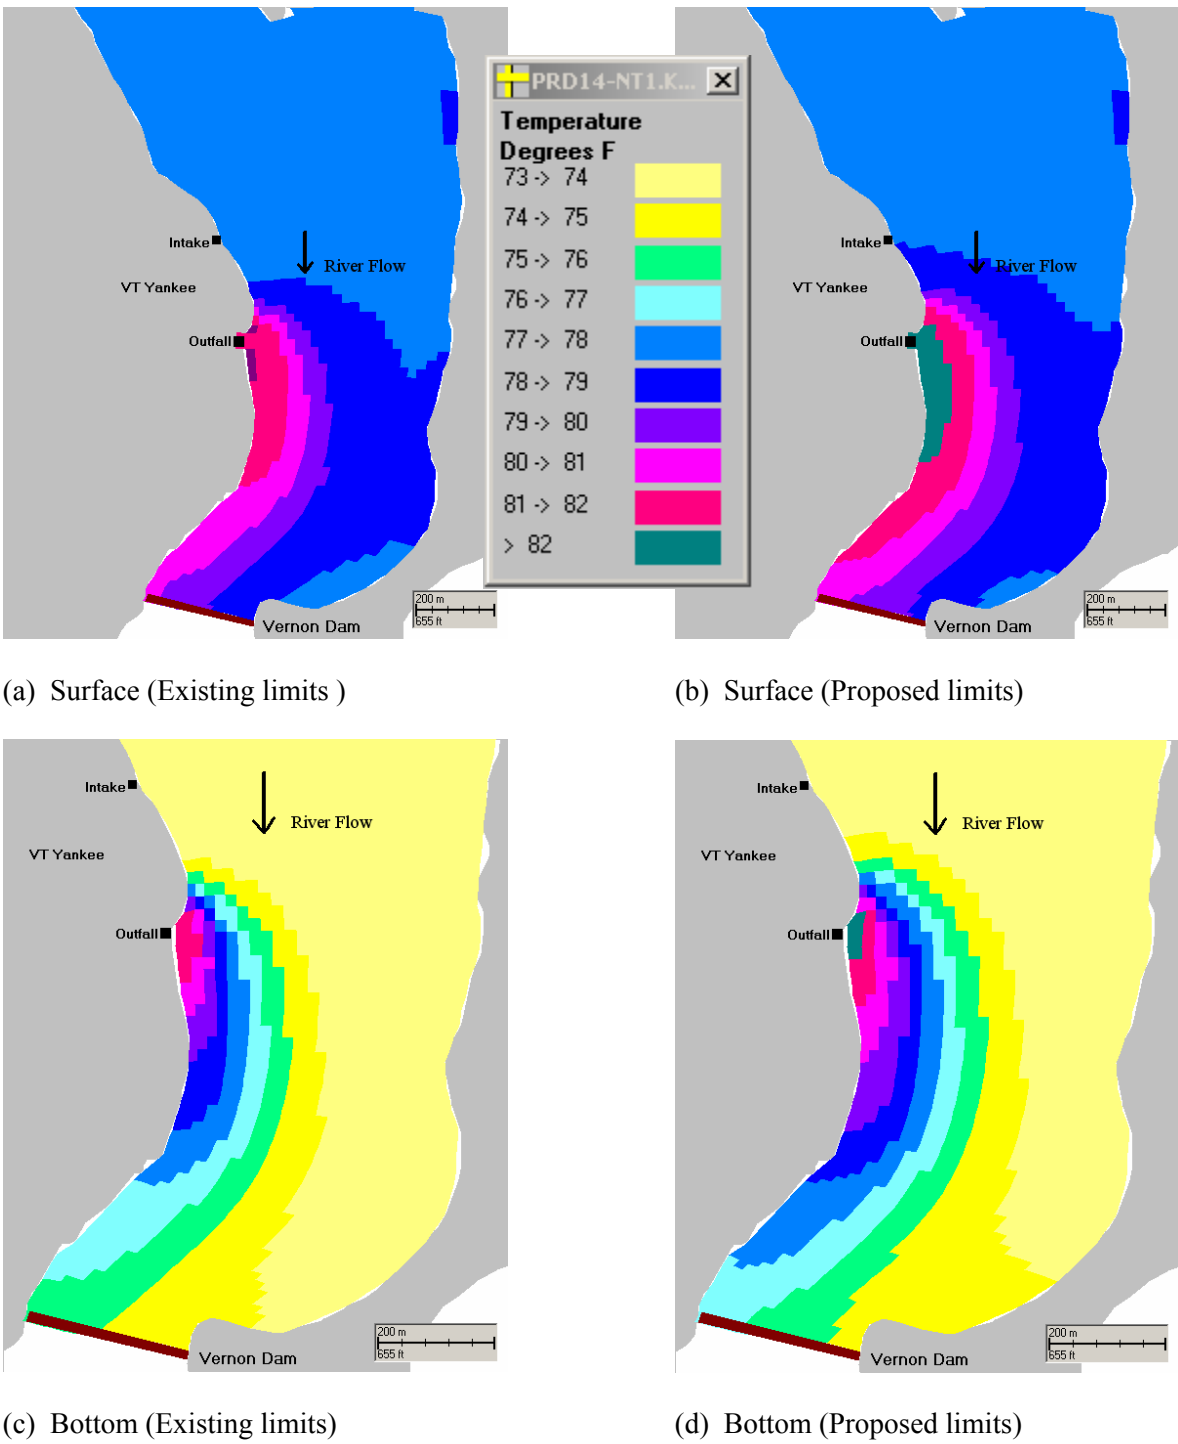 PRD14-NT1.K...
Temperature
Degrees F
73 -> 74
74 -> 75
75 -> 76
76 -> 77
77 -> 78
78 -> 79
79 -> 80
80 -> 81
81 -> 82
> 82
Intake
River Flow
VT Yankee
Outfall
200 m
655 ft
Vernon Dam
(a) Surface (Existing limits )
Intake
River Flow
VT Yankee
Outfall
200 m
655 ft
Vernon Dam
(b) Surface (Proposed limits)
Intake
River Flow
VT Yankee
Outfall
200 m
655 ft
Vernon Dam
(c) Bottom (Existing limits)
Intake
River Flow
VT Yankee
Outfall
200 m
655 ft
Vernon Dam
(d) Bottom (Proposed limits)